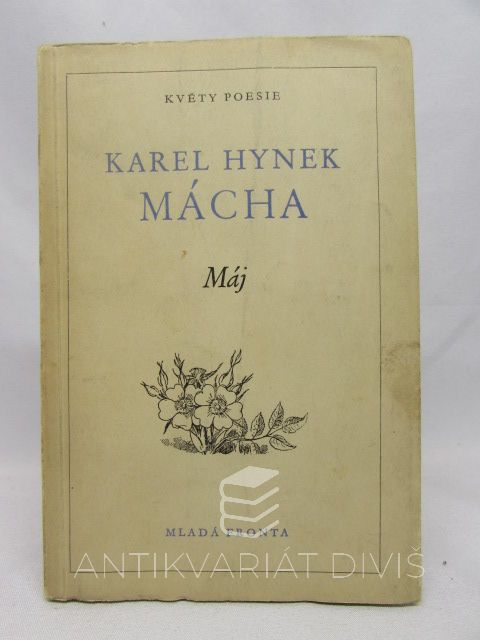 KVĚTY POESIE
KAREL HYNEK
MÁCHA
Máj
MLADÁ FRONTA
ANTIKVARIÁT DIVIŠ